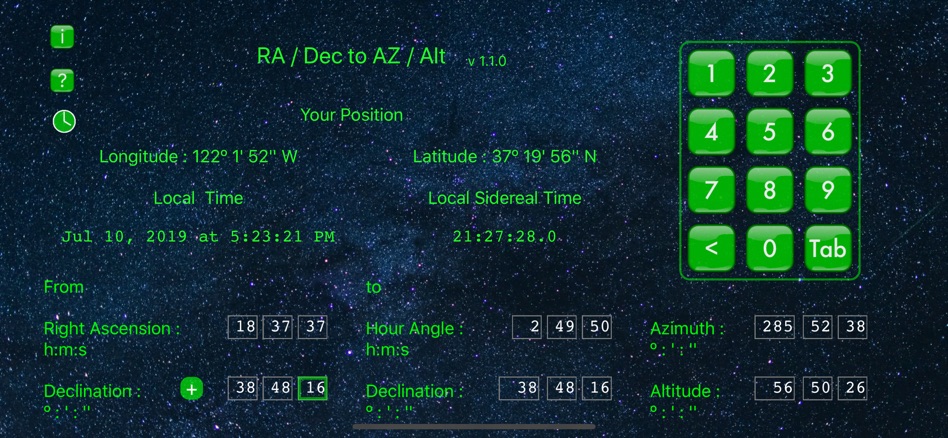 i
RA / Dec to AZ / Alt v 1.1.0
?
Your Position
Longitude : 122º 1' 52" W Latitude : 37º 19' 56" N
Local Time Local Sidereal Time
Jul 10, 2019 at 5:23:21 PM 21:27:28.0
1 2 3
4 5 6
7 8 9
< 0 Tab
From to
Right Ascension : 18 37 37 Hour Angle : 2 49 50 Azimuth : 285 52 38
h:m:s h:m:s º : ' : "
Declination : + 38 48 16 Declination : 38 48 16 Altitude : 56 50 26
º : ' : " º : ' : " º : ' : "